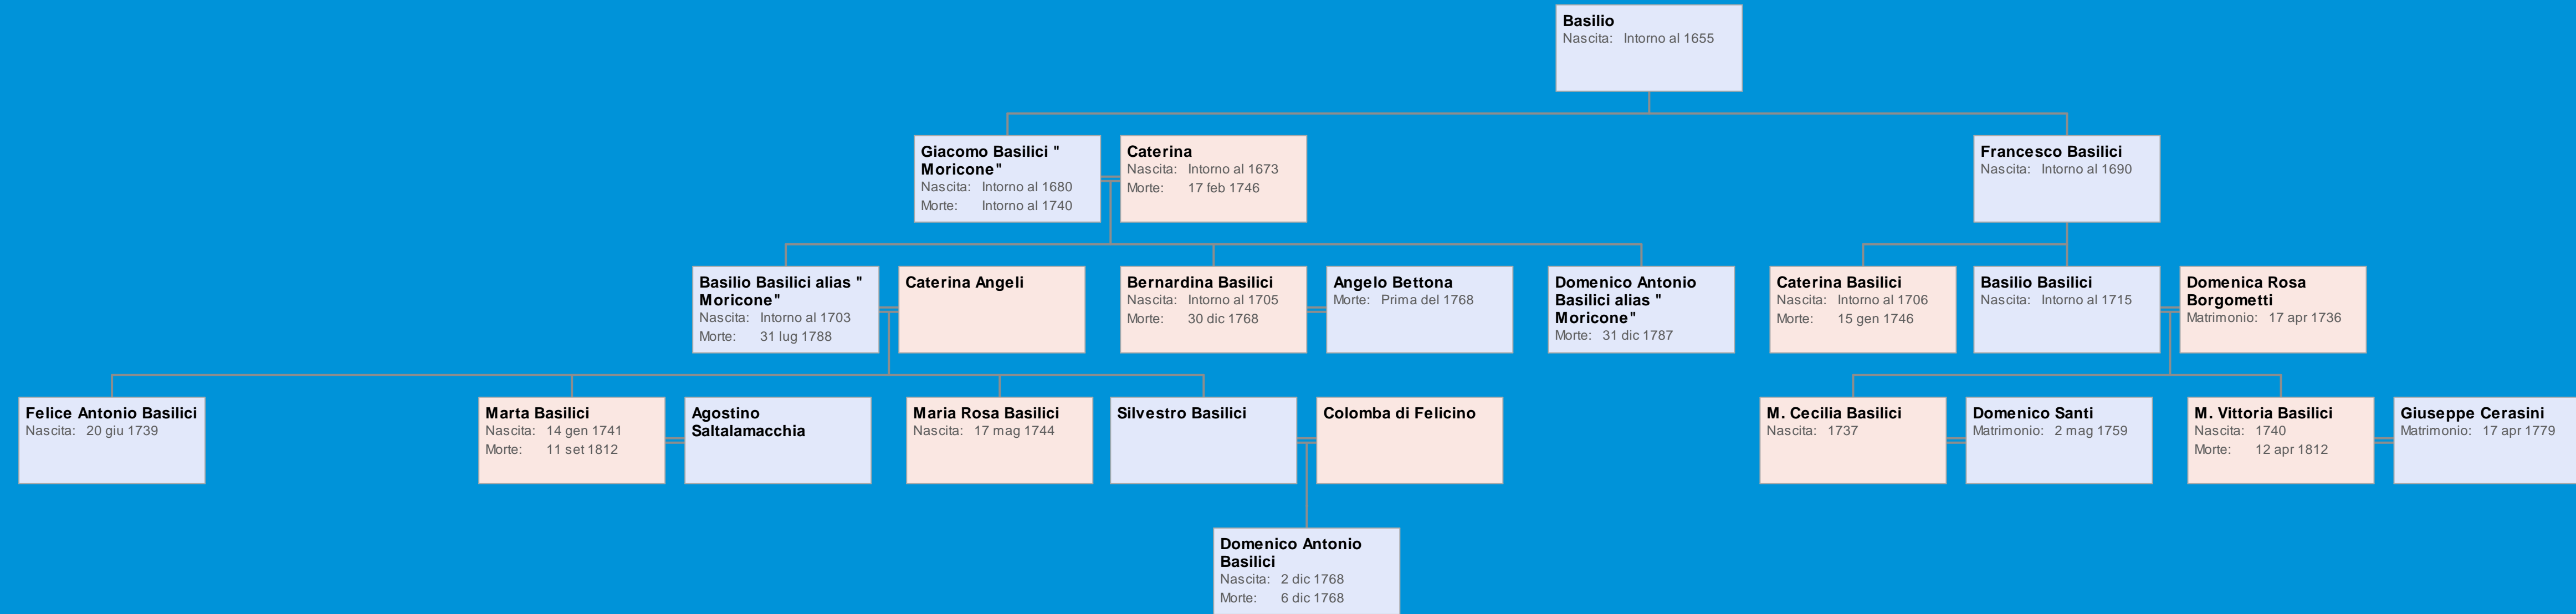 Basilio
Nascita: Intorno al 1655
Giacomo Basilici "
Moricone"
Nascita: Intorno al 1680
Morte: Intorno al 1740
Caterina
Nascita: Intorno al 1673
Morte: 17 feb 1746
Francesco Basilici
Nascita: Intorno al 1690
Basilio Basilici alias "
Moricone"
Nascita: Intorno al 1703
Morte: 31 lug 1788
Caterina Angeli
Bernardina Basilici
Nascita: Intorno al 1705
Morte: 30 dic 1768
Angelo Bettona
Morte: Prima del 1768
Domenico Antonio
Basilici alias "
Moricone"
Morte: 31 dic 1787
Caterina Basilici
Nascita: Intorno al 1706
Morte: 15 gen 1746
Basilio Basilici
Nascita: Intorno al 1715
Domenica Rosa
Borgometti
Matrimonio: 17 apr 1736
Felice Antonio Basilici
Nascita: 20 giu 1739
Marta Basilici
Nascita: 14 gen 1741
Morte: 11 set 1812
Agostino
Saltalamacchia
Maria Rosa Basilici
Nascita: 17 mag 1744
Silvestro Basilici
Colomba di Felicino
M. Cecilia Basilici
Nascita: 1737
Domenico Santi
Matrimonio: 2 mag 1759
M. Vittoria Basilici
Nascita: 1740
Morte: 12 apr 1812
Giuseppe Cerasini
Matrimonio: 17 apr 1779
Domenico Antonio
Basilici
Nascita: 2 dic 1768
Morte: 6 dic 1768